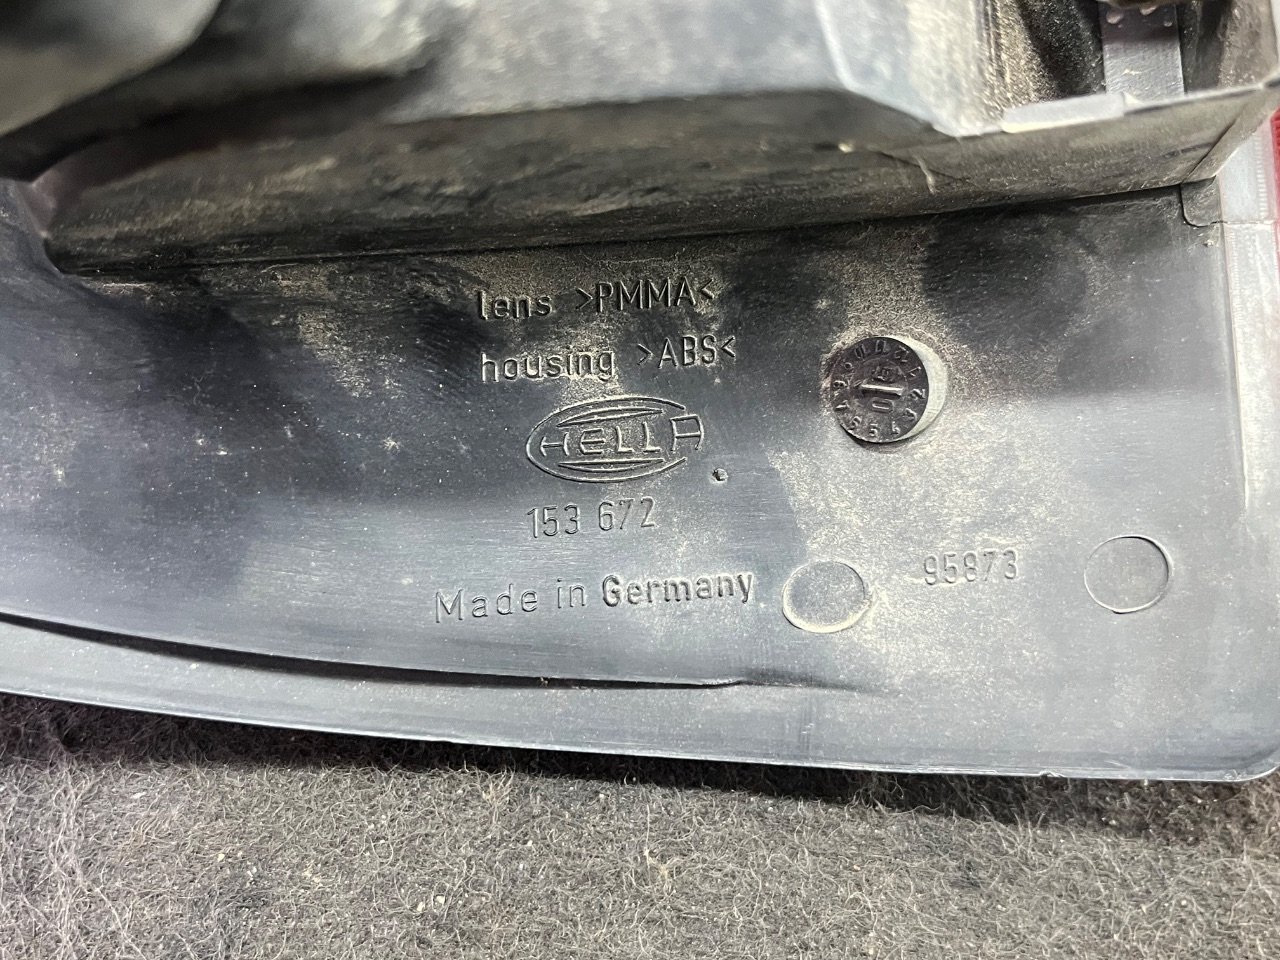 lens >PMMA<
housing >ABS<
HELLA
153 672
Made in Germany
95873